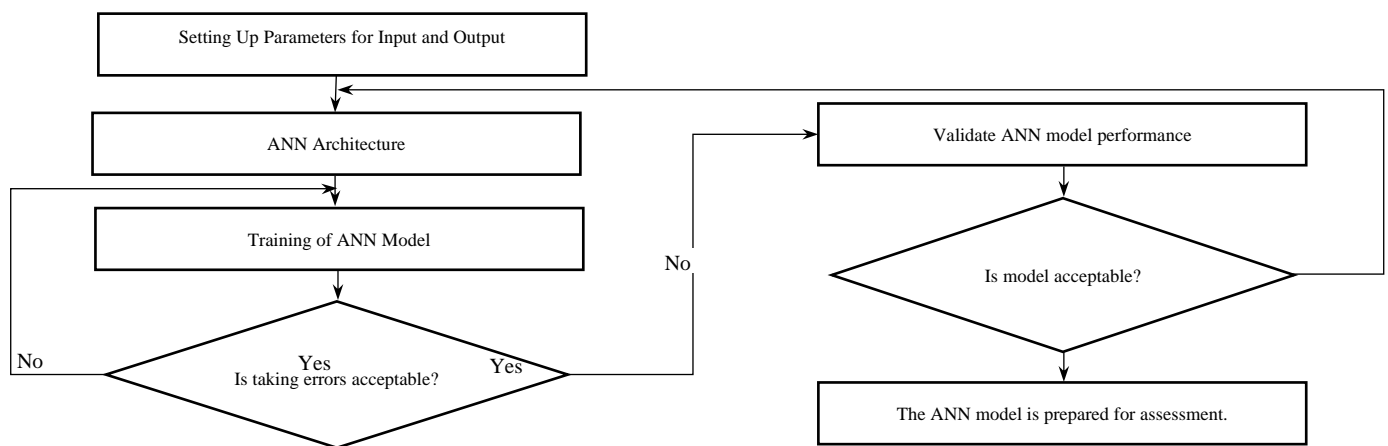 Setting Up Parameters for Input and Output
ANN Architecture
Training of ANN Model
No
Yes
Yes
Is taking errors acceptable?
No
Validate ANN model performance
Is model acceptable?
The ANN model is prepared for assessment.